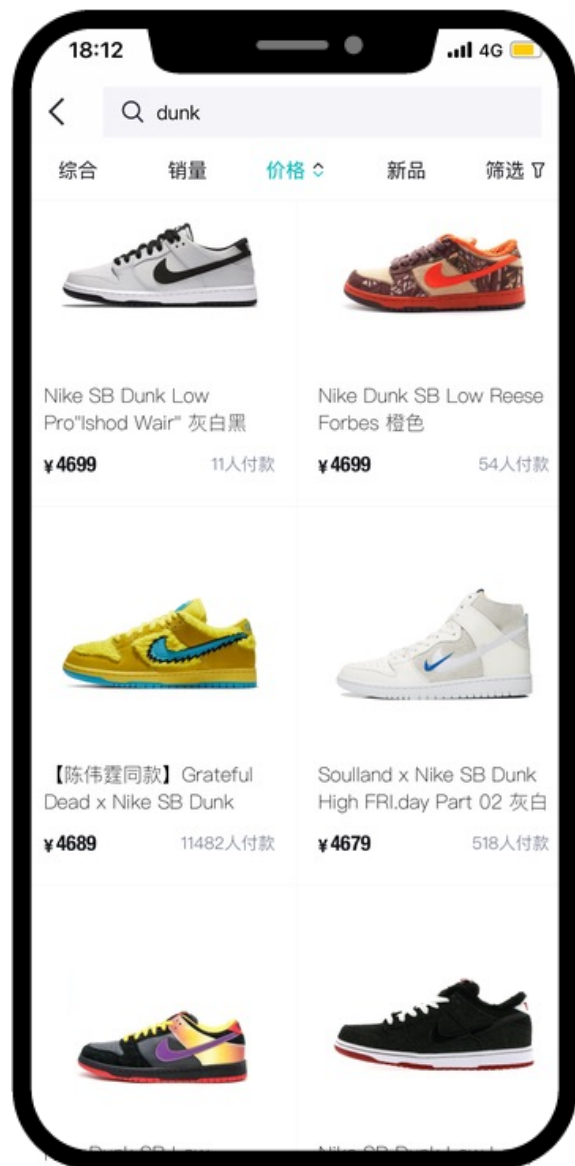 18:12
4G
dunk
综合 销量 价格 新品 筛选
Nike SB Dunk Low
Pro"Ishod Wair" 灰白黑
¥4699 11人付款
Nike Dunk SB Low Reese
Forbes 橙色
¥4699 54人付款
【陈伟霆同款】Grateful
Dead x Nike SB Dunk
¥4689 11482人付款
Soulland x Nike SB Dunk
High FRI.day Part 02 灰白
¥4679 518人付款